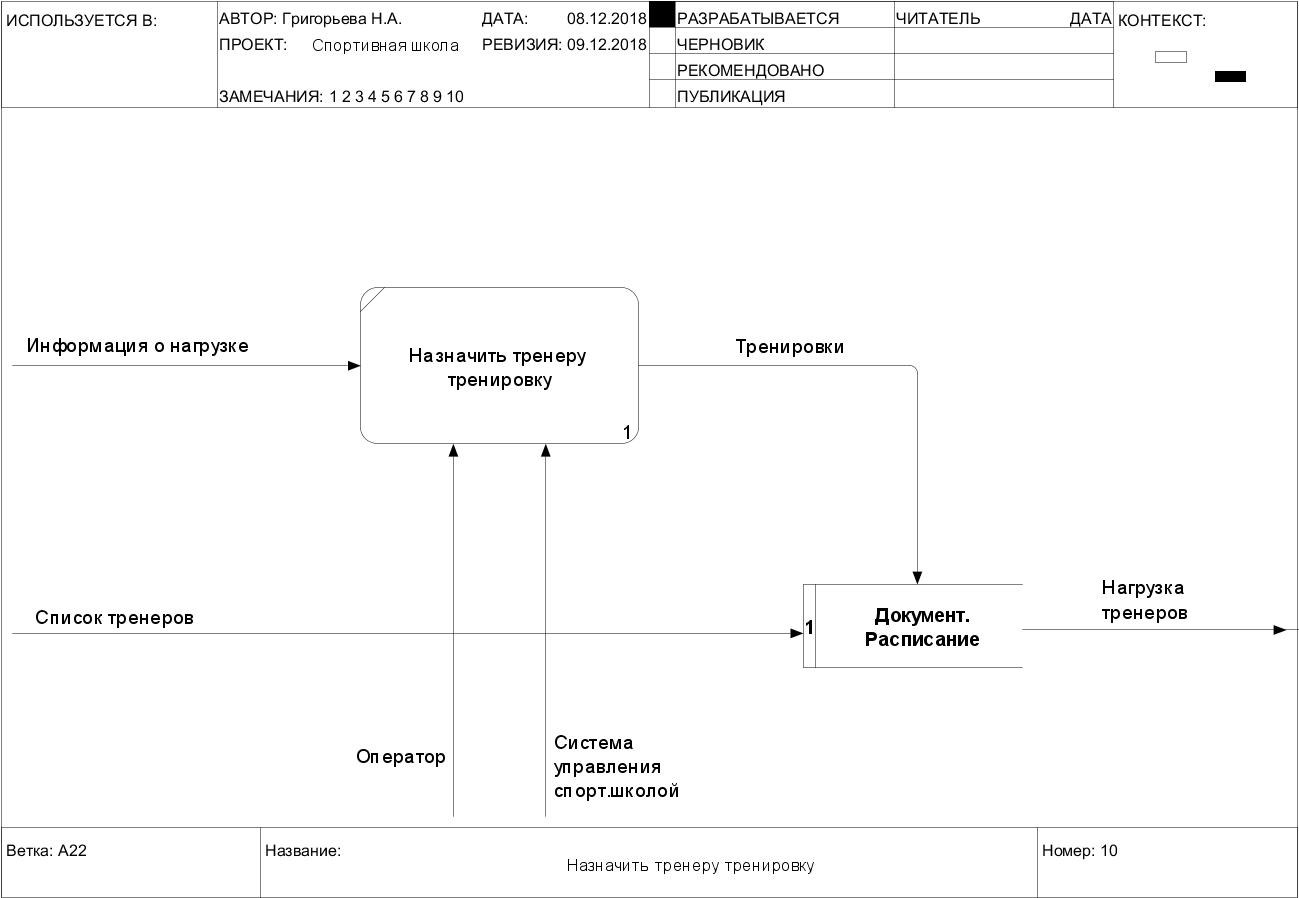 ИСПОЛЬЗУЕТСЯ В:
АВТОР: Григорьева Н.А.
ДАТА: 08.12.2018
ПРОЕКТ: Спортивная школа
РЕВИЗИЯ: 09.12.2018
ЗАМЕЧАНИЯ: 1 2 3 4 5 6 7 8 9 10
РАЗРАБАТЫВАЕТСЯ
ЧЕРНОВИК
РЕКОМЕНДОВАНО
ПУБЛИКАЦИЯ
ЧИТАТЕЛЬ ДАТА
КОНТЕКСТ:
Информация о нагрузке
Назначить тренеру
тренировку
1
Тренировки
Список тренеров
1
Документ.
Расписание
Нагрузка
тренеров
Оператор
Система
управления
спорт.школой
Ветка: A22
Название:
Назначить тренеру тренировку
Номер: 10